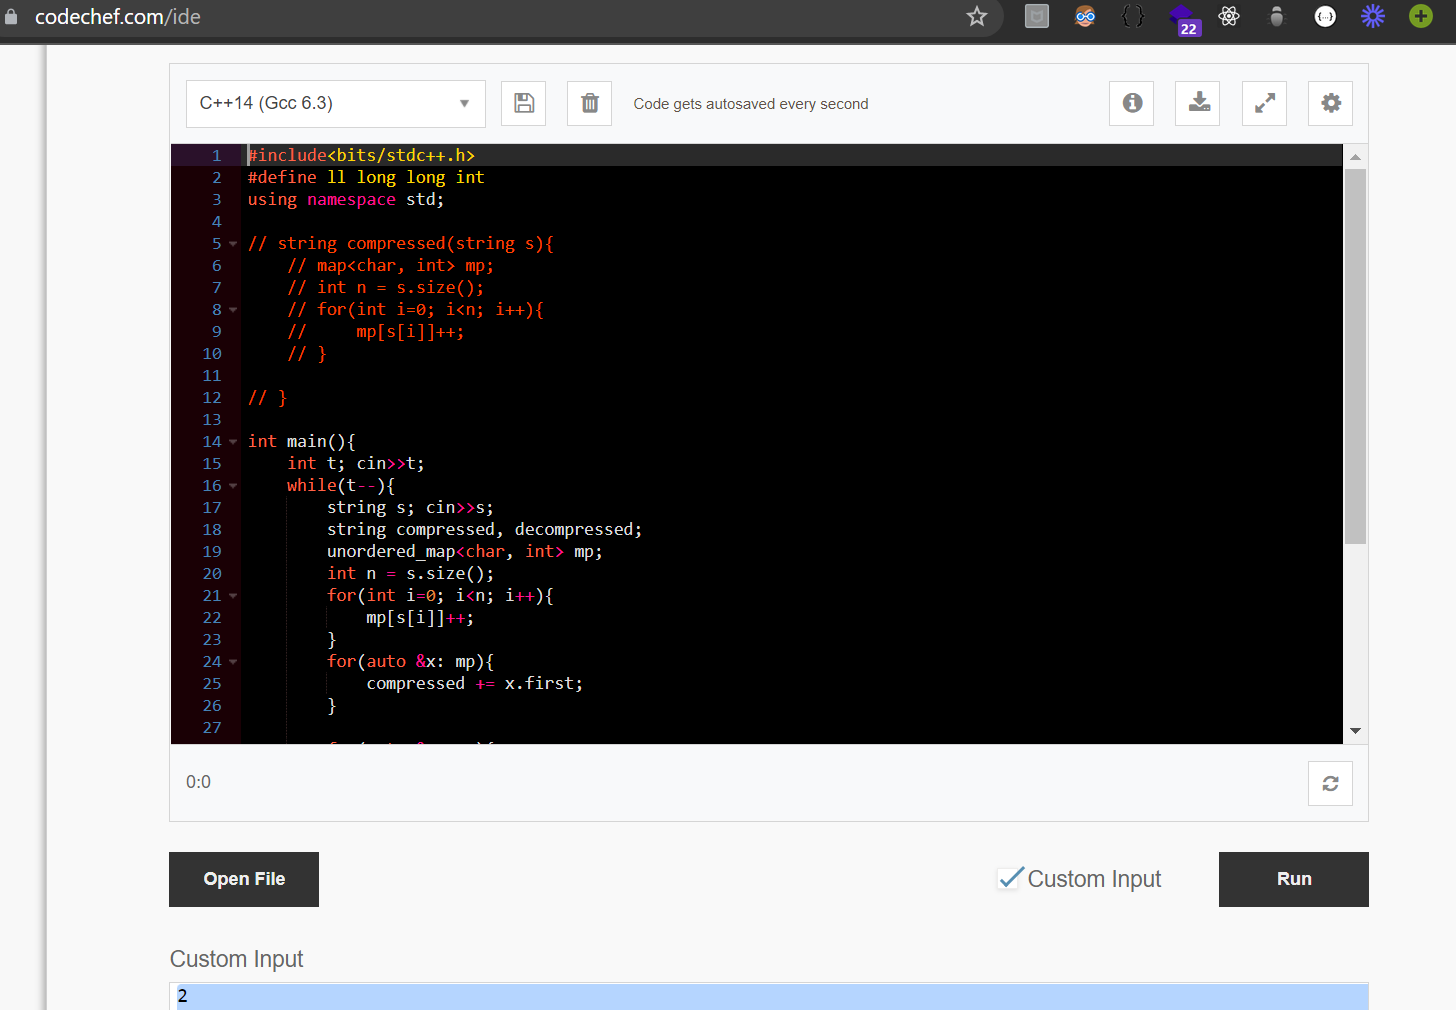 codechef.com/ide
22
C++14 (Gcc 6.3)
Code gets autosaved every second
1 #include<bits/stdc++.h>
2 #define ll long long int
3 using namespace std;
4
5 // string compressed(string s){
6 // map<char, int> mp;
7 // int n = s.size();
8 // for(int i=0; i<n; i++){
9 //     mp[s[i]]++;
10 // }
11
12 // }
13
14 int main(){
15 int t; cin>>t;
16 while(t--){
17 string s; cin>>s;
18 string compressed, decompressed;
19 unordered_map<char, int> mp;
20 int n = s.size();
21 for(int i=0; i<n; i++){
22 mp[s[i]]++;
23 }
24 for(auto &x: mp){
25 compressed += x.first;
26 }
27
0:0
Open File
Custom Input
Run
Custom Input
2